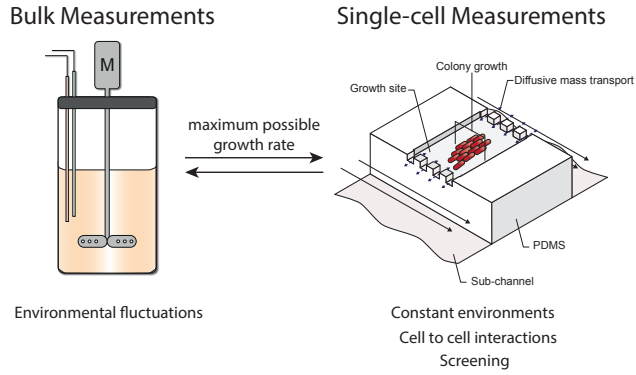 Bulk Measurements
Single-cell Measurements
M
maximum possible
growth rate
Colony growth
Growth site
Diffusive mass transport
PDMS
Sub-channel
Environmental fluctuations
Constant environments
Cell to cell interactions
Screening